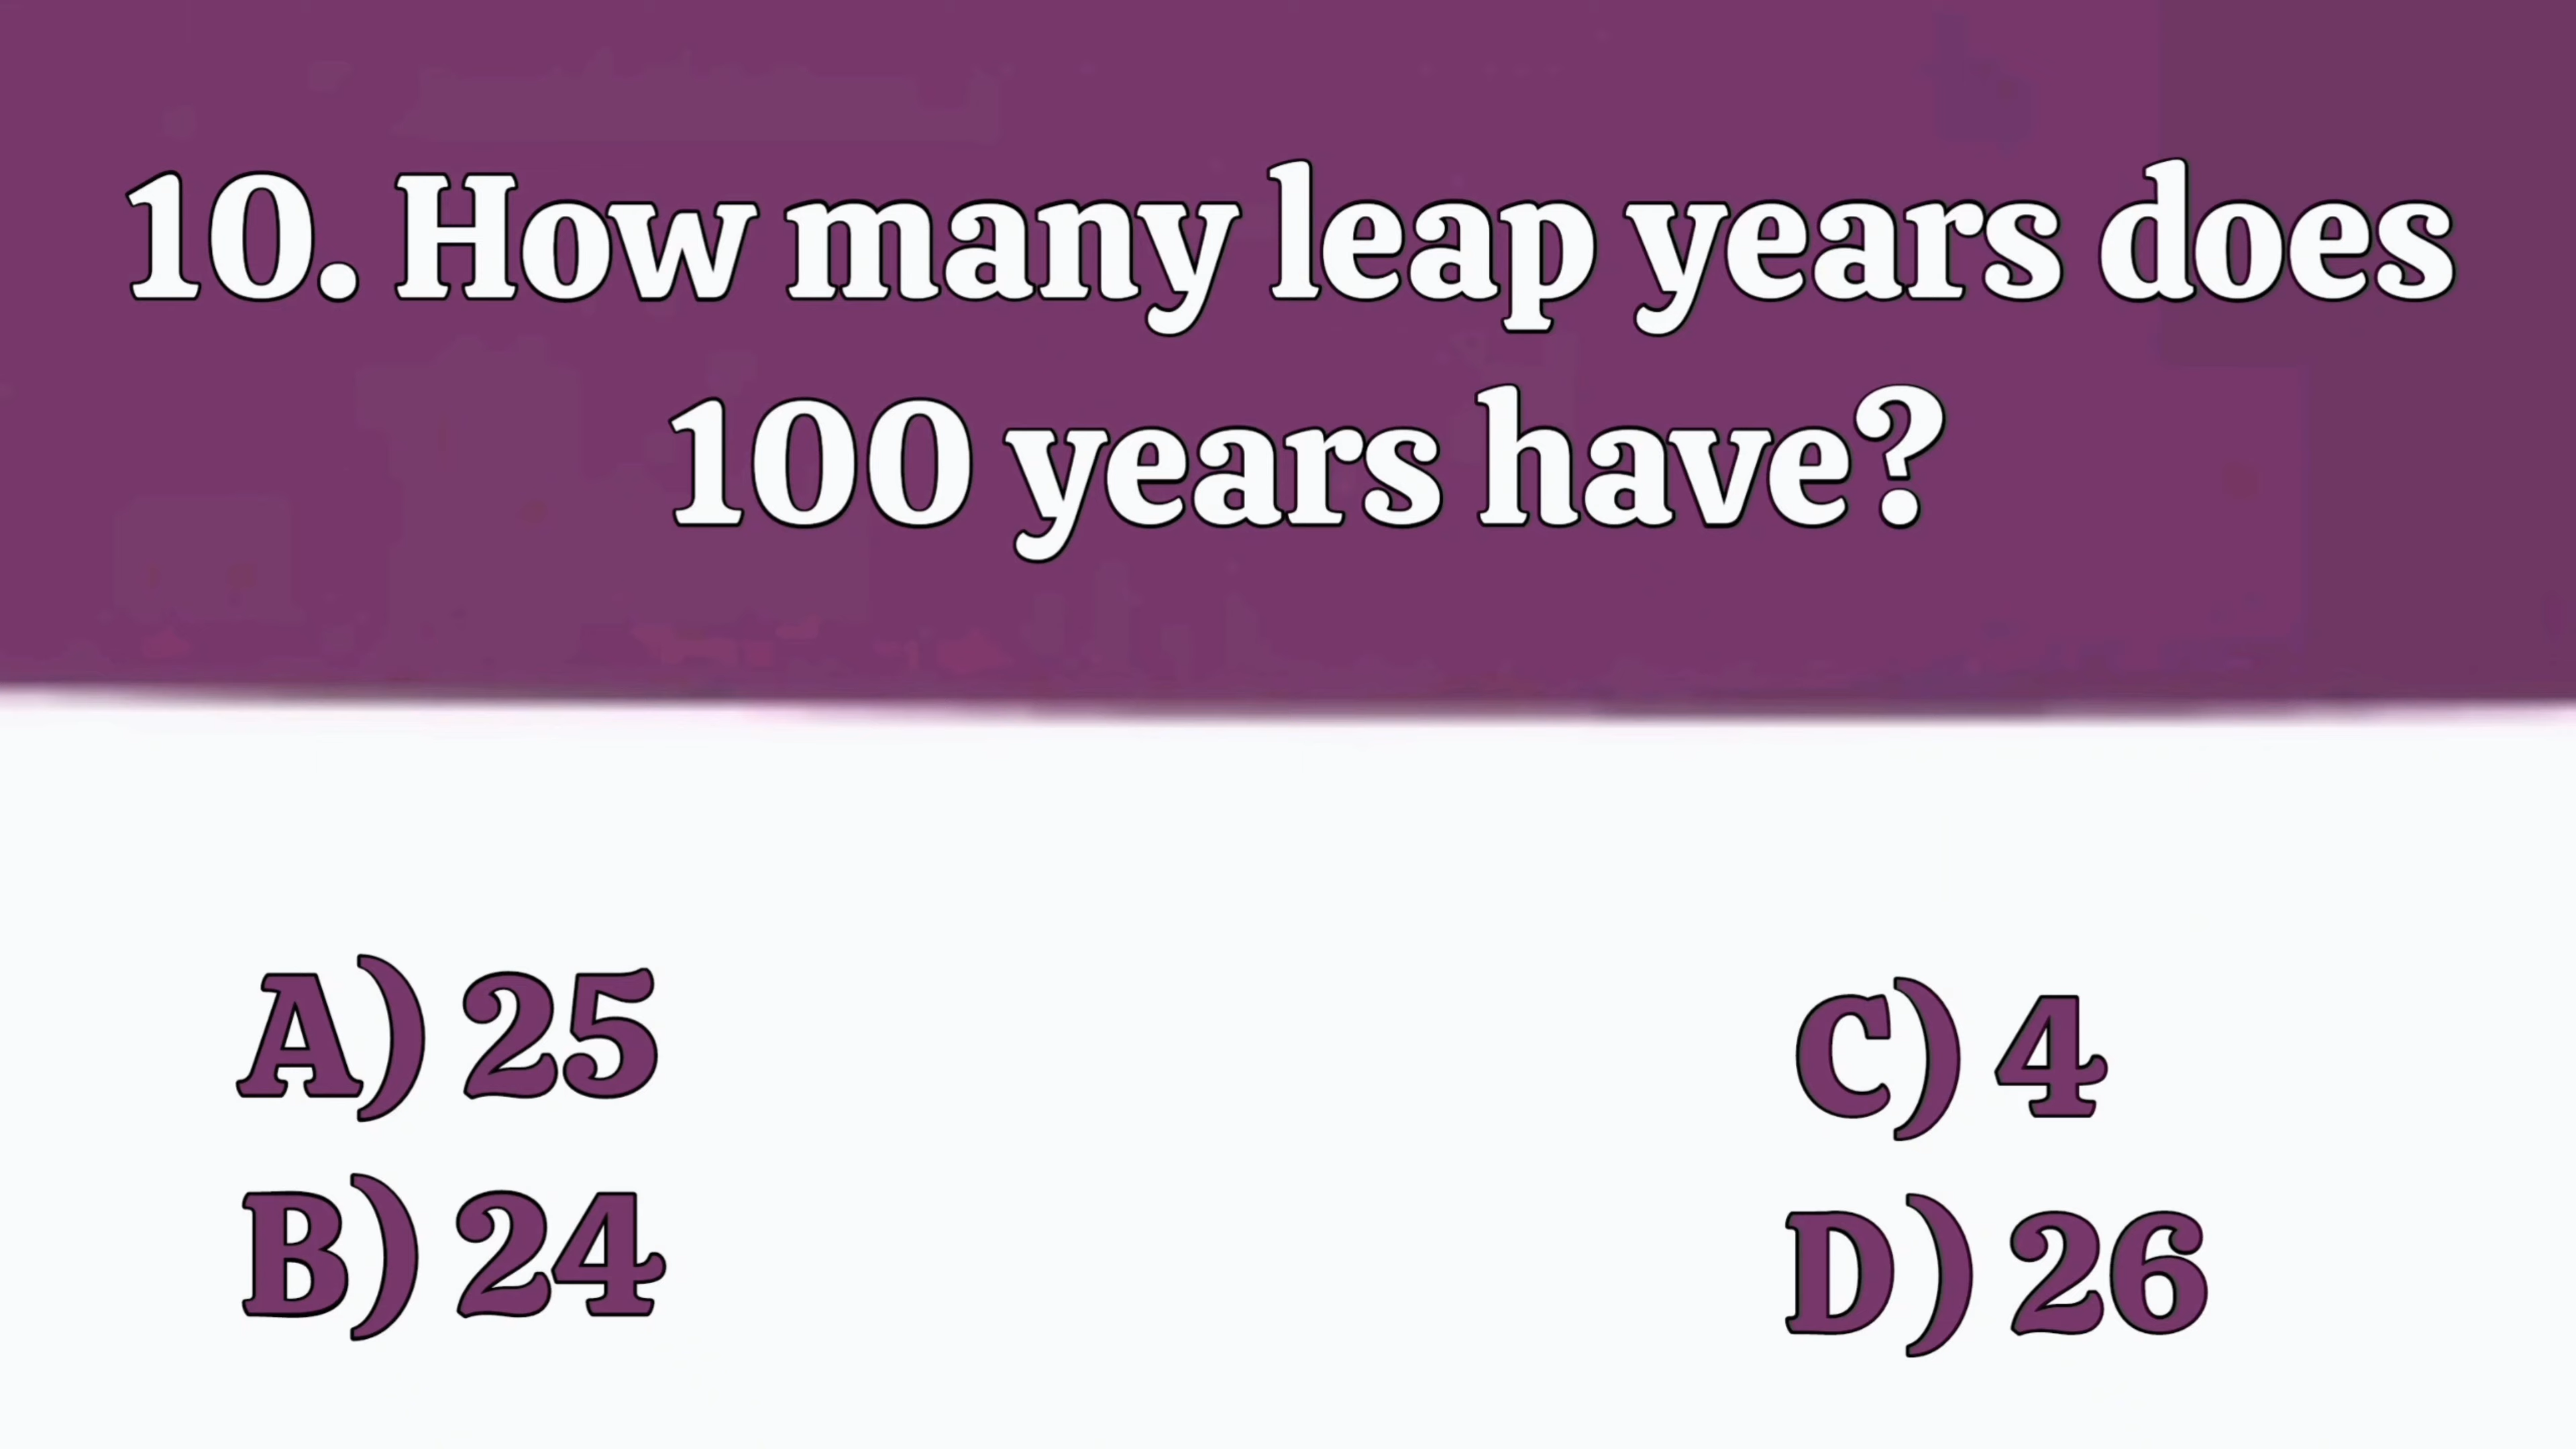 10. How many leap years does
100 years have?
A) 25
B) 24
C) 4
D) 26